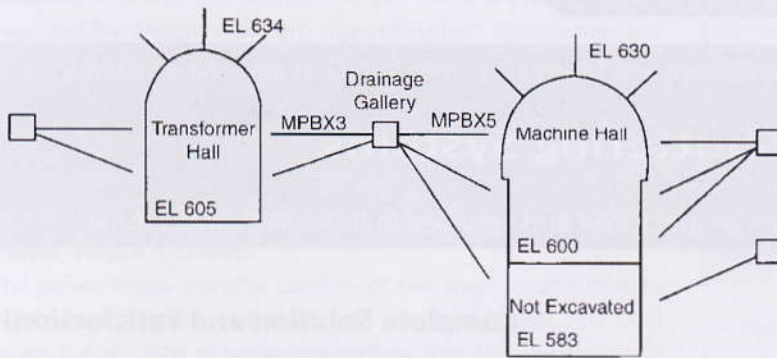 EL 634
EL 630
Drainage
Gallery
Transformer
Hall
MPBX3
MPBX5
Machine Hall
EL 605
EL 600
Not Excavated
EL 583